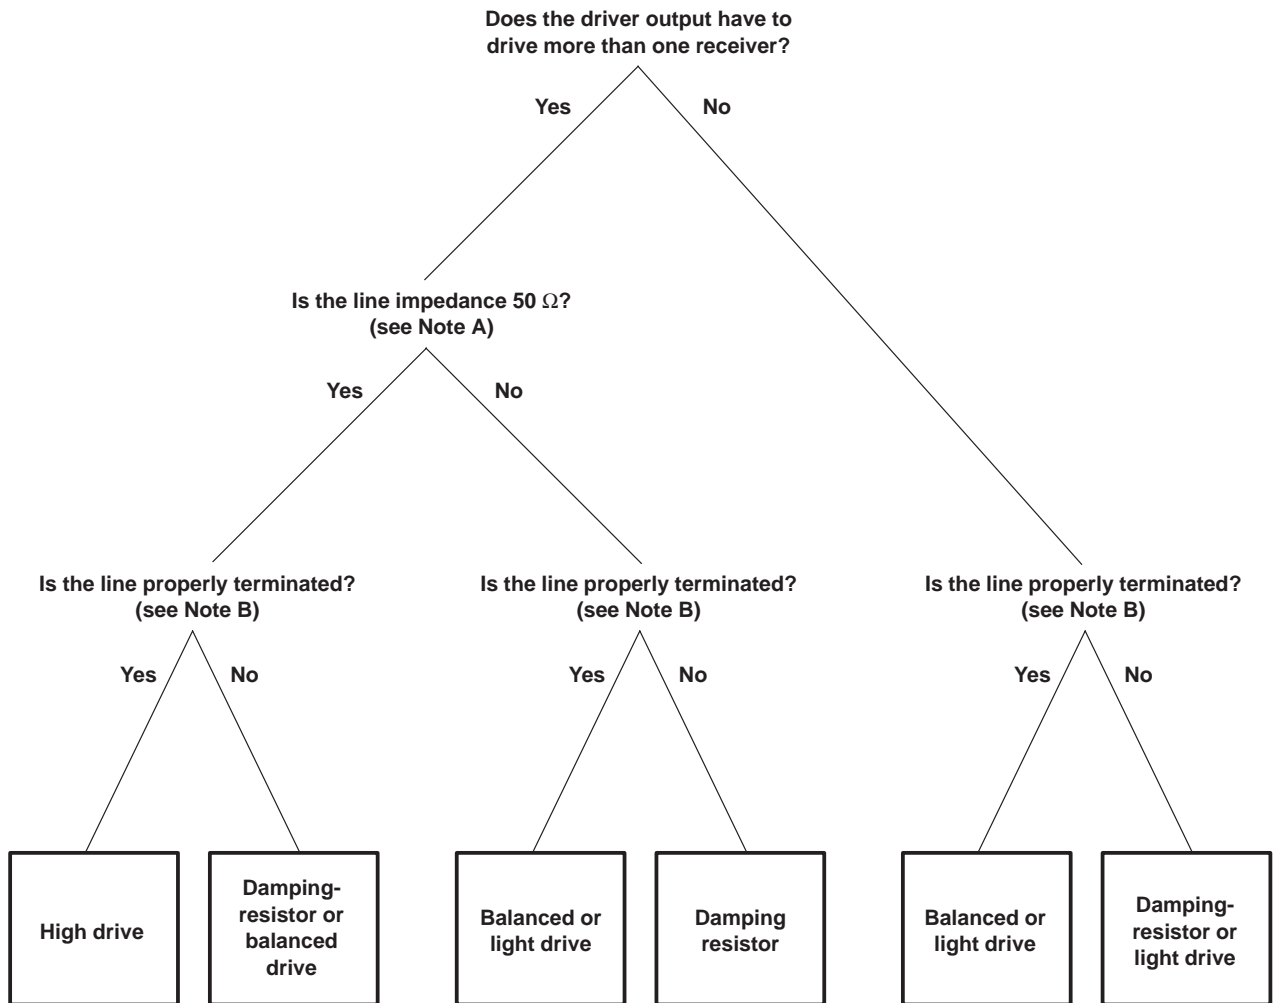 Does the driver output have to
drive more than one receiver?
Yes
No
Is the line impedance 50 Ω?
(see Note A)
Yes
No
Is the line properly terminated?
(see Note B)
Is the line properly terminated?
(see Note B)
Is the line properly terminated?
(see Note B)
Yes
No
Yes
No
Yes
No
High drive
Damping-
resistor or
balanced
drive
Balanced or
light drive
Damping
resistor
Balanced or
light drive
Damping-
resistor or
light drive